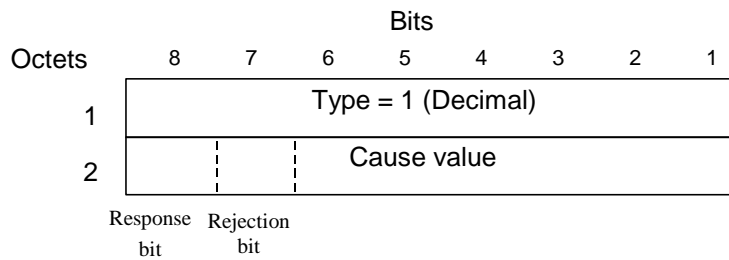 Bits
Octets 8 7 6 5 4 3 2 1
1 Type = 1 (Decimal)
2 Cause value
Response bit
Rejection bit